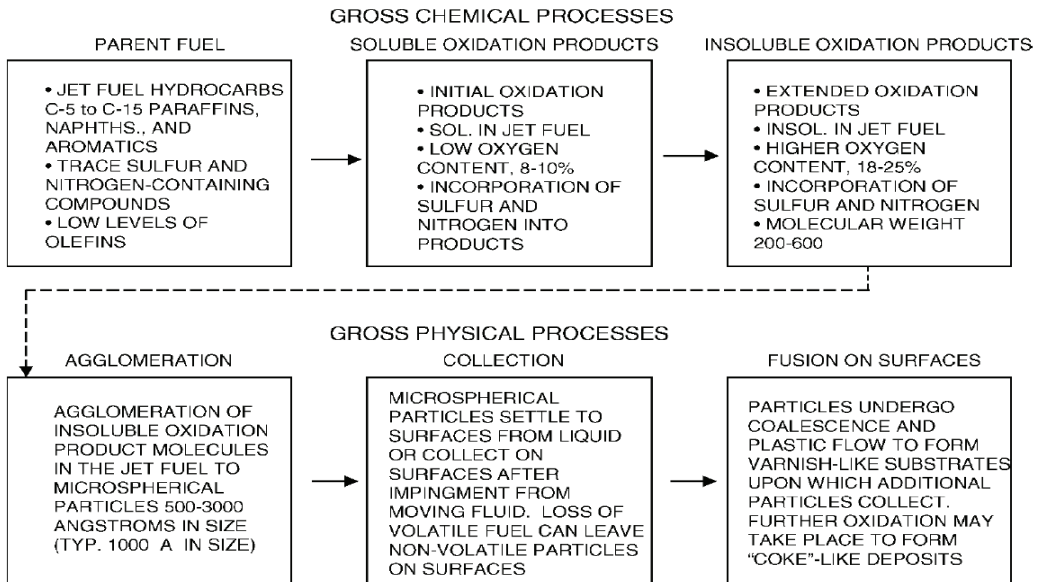 GROSS CHEMICAL PROCESSES
PARENT FUEL
• JET FUEL HYDROCARBS
C-5 to C-15 PARAFFINS,
NAPHTHS., AND
AROMATICS
• TRACE SULFUR AND
NITROGEN-CONTAINING
COMPOUNDS
• LOW LEVELS OF
OLEFINS
SOLUBLE OXIDATION PRODUCTS
• INITIAL OXIDATION
PRODUCTS
• SOL. IN JET FUEL
• LOW OXYGEN
CONTENT, 8-10%
• INCORPORATION OF
SULFUR AND
NITROGEN INTO
PRODUCTS
INSOLUBLE OXIDATION PRODUCTS
• EXTENDED OXIDATION
PRODUCTS
• INSOL. IN JET FUEL
• HIGHER OXYGEN
CONTENT, 18-25%
• INCORPORATION OF
SULFUR AND NITROGEN
• MOLECULAR WEIGHT
200-600
GROSS PHYSICAL PROCESSES
AGGLOMERATION
AGGLOMERATION OF
INSOLUBLE OXIDATION
PRODUCT MOLECULES
IN THE JET FUEL TO
MICROSPHERICAL
PARTICLES 500-3000
ANGSTROMS IN SIZE
(TYP. 1000 A IN SIZE)
COLLECTION
MICROSPHERICAL
PARTICLES SETTLE TO
SURFACES FROM LIQUID
OR COLLECT ON
SURFACES AFTER
IMPINGMENT FROM
MOVING FLUID. LOSS OF
VOLATILE FUEL CAN LEAVE
NON-VOLATILE PARTICLES
ON SURFACES
FUSION ON SURFACES
PARTICLES UNDERGO
COALESCENCE AND
PLASTIC FLOW TO FORM
VARNISH-LIKE SUBSTRATES
UPON WHICH ADDITIONAL
PARTICLES COLLECT.
FURTHER OXIDATION MAY
TAKE PLACE TO FORM
“COKE”-LIKE DEPOSITS